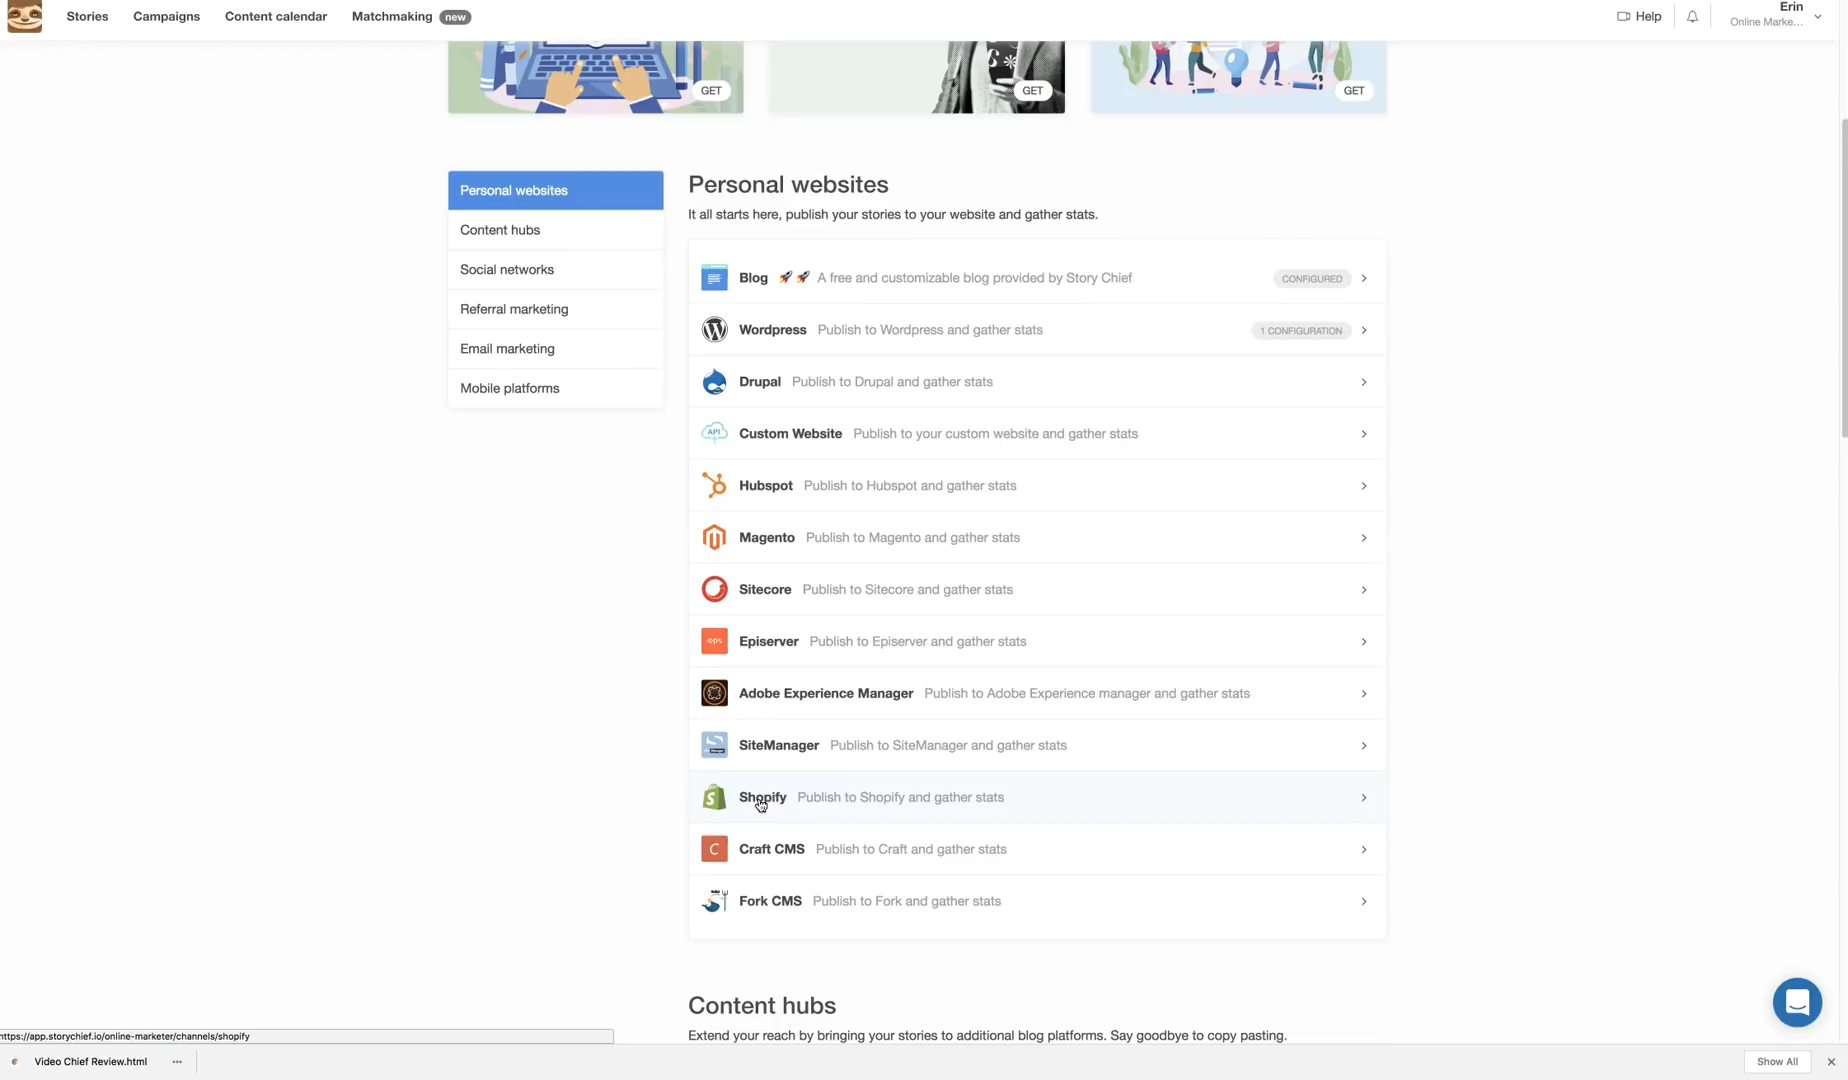 Stories Campaigns Content calendar Matchmaking new Help Erin
Online Marke...
GET GET GET
Personal websites
Content hubs
Social networks
Referral marketing
Email marketing
Mobile platforms
Personal websites
It all starts here, publish your stories to your website and gather stats.
Blog 🚀 🚀 A free and customizable blog provided by Story Chief CONFIGURED
Wordpress Publish to Wordpress and gather stats 1 CONFIGURATION
Drupal Publish to Drupal and gather stats
API Custom Website Publish to your custom website and gather stats
Hubspot Publish to Hubspot and gather stats
Magento Publish to Magento and gather stats
Sitecore Publish to Sitecore and gather stats
epi Episerver Publish to Episerver and gather stats
Adobe Experience Manager Publish to Adobe Experience manager and gather stats
SiteManager Publish to SiteManager and gather stats
Shopify Publish to Shopify and gather stats
C Craft CMS Publish to Craft and gather stats
Fork CMS Publish to Fork and gather stats
Content hubs
Extend your reach by bringing your stories to additional blog platforms. Say goodbye to copy pasting.
https://app.storychief.io/online-marketer/channels/shopify
Video Chief Review.html ... Show All